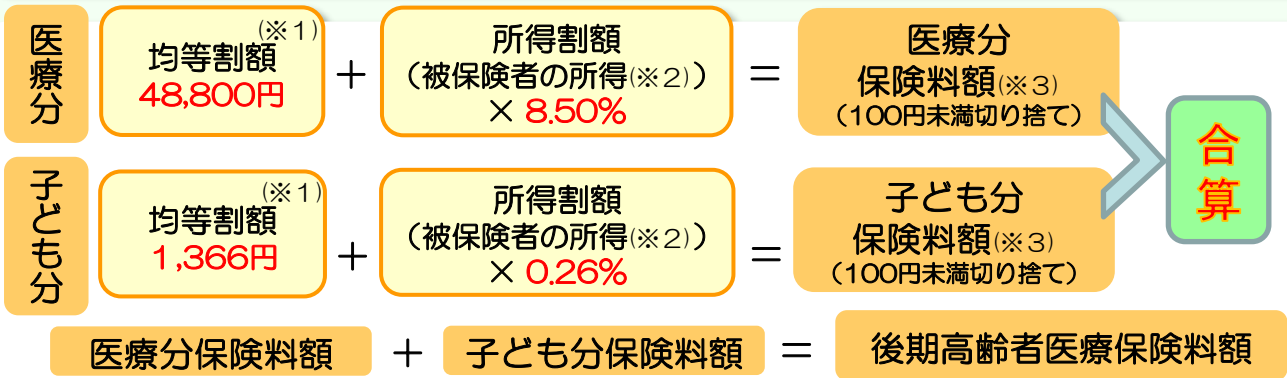 医療分
均等割額(※1)
48,800円
+
所得割額
（被保険者の所得(※2)）
× 8.50%
=
医療分
保険料額(※3)
（100円未満切り捨て）
子ども分
均等割額(※1)
1,366円
+
所得割額
（被保険者の所得(※2)）
× 0.26%
=
子ども分
保険料額(※3)
（100円未満切り捨て）
合算
医療分保険料額 + 子ども分保険料額 = 後期高齢者医療保険料額